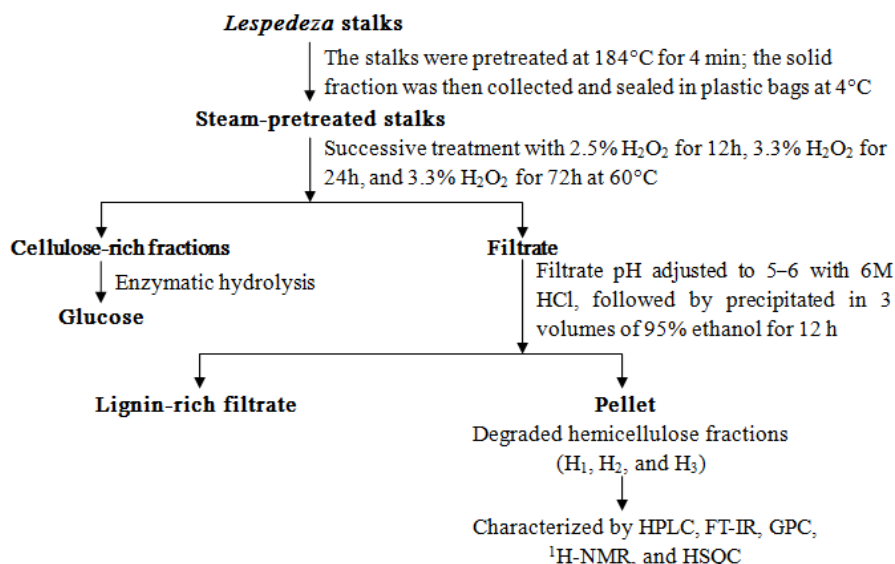 Lespedeza stalks
The stalks were pretreated at 184°C for 4 min; the solid
fraction was then collected and sealed in plastic bags at 4°C
Steam-pretreated stalks
Successive treatment with 2.5% H₂O₂ for 12h, 3.3% H₂O₂ for
24h, and 3.3% H₂O₂ for 72h at 60°C
Cellulose-rich fractions
Filtrate
Enzymatic hydrolysis
Filtrate pH adjusted to 5–6 with 6M
HCl, followed by precipitated in 3
volumes of 95% ethanol for 12 h
Glucose
Lignin-rich filtrate
Pellet
Degraded hemicellulose fractions
(H₁, H₂, and H₃)
Characterized by HPLC, FT-IR, GPC,
¹H-NMR, and HSQC